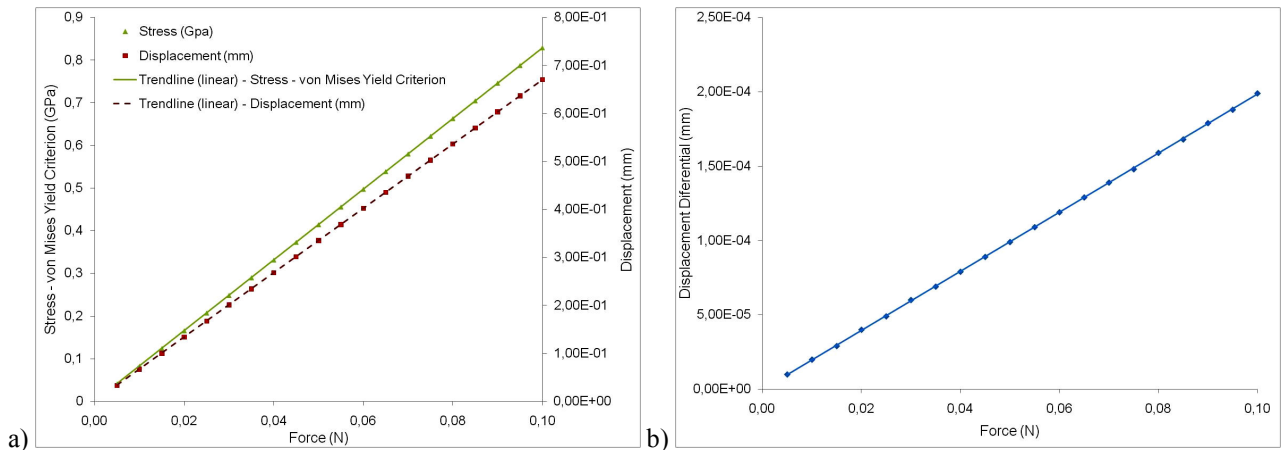 0,9
0,8
0,7
0,6
0,5
0,4
0,3
0,2
0,1
0
Stress - von Mises Yield Criterion (GPa)
Stress (Gpa)
Displacement (mm)
Trendline (linear) - Stress - von Mises Yield Criterion
Trendline (linear) - Displacement (mm)
8,00E-01
7,00E-01
6,00E-01
5,00E-01
4,00E-01
3,00E-01
2,00E-01
1,00E-01
0,00E+00
Displacement (mm)
0,00 0,02 0,04 0,06 0,08 0,10
Force (N)
a)
2,50E-04
2,00E-04
1,50E-04
1,00E-04
5,00E-05
0,00E+00
Displacement Diferential (mm)
0,00 0,02 0,04 0,06 0,08 0,10
Force (N)
b)